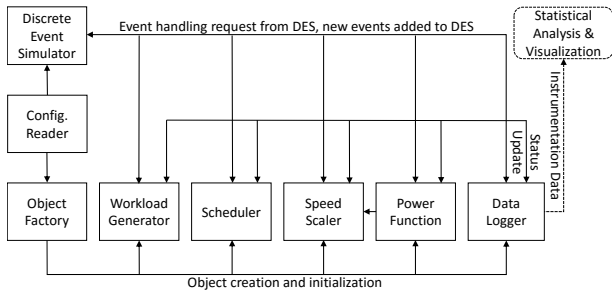 Discrete
Event
Simulator
Event handling request from DES, new events added to DES
Statistical
Analysis &
Visualization
Config.
Reader
Status
Update
Instrumentation Data
Object
Factory
Workload
Generator
Scheduler
Speed
Scaler
Power
Function
Data
Logger
Object creation and initialization